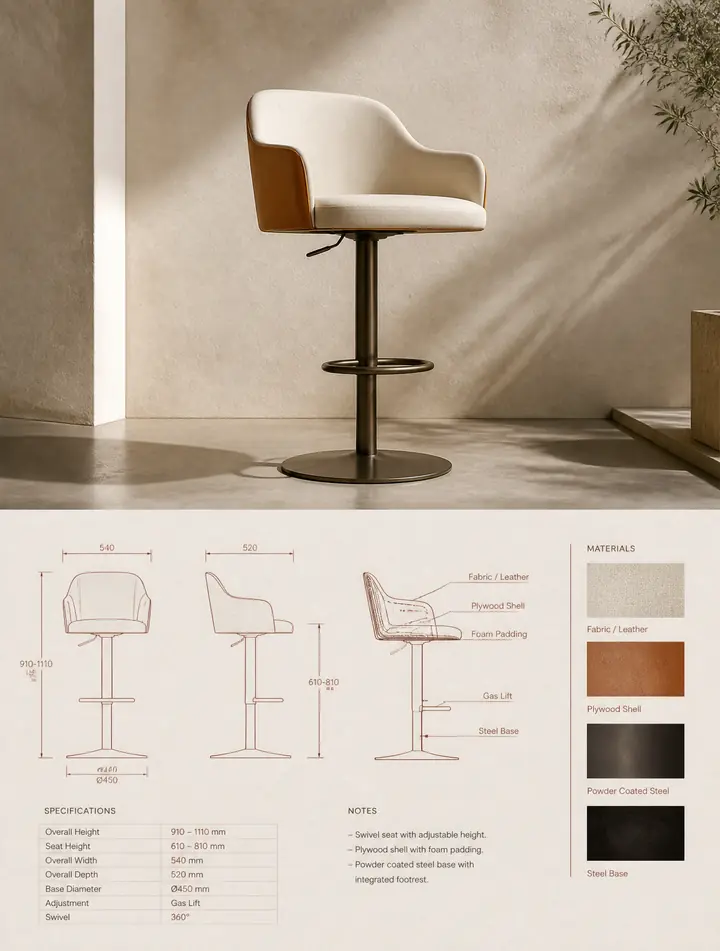 540
520
MATERIALS
Fabric / Leather
Plywood Shell
Foam Padding
910-1110
610-810
Gas Lift
Steel Base
Ø450
Fabric / Leather
Plywood Shell
Powder Coated Steel
Steel Base
SPECIFICATIONS
Overall Height 910 – 1110 mm
Seat Height 610 – 810 mm
Overall Width 540 mm
Overall Depth 520 mm
Base Diameter Ø450 mm
Adjustment Gas Lift
Swivel 360°
NOTES
– Swivel seat with adjustable height.
– Plywood shell with foam padding.
– Powder coated steel base with
integrated footrest.